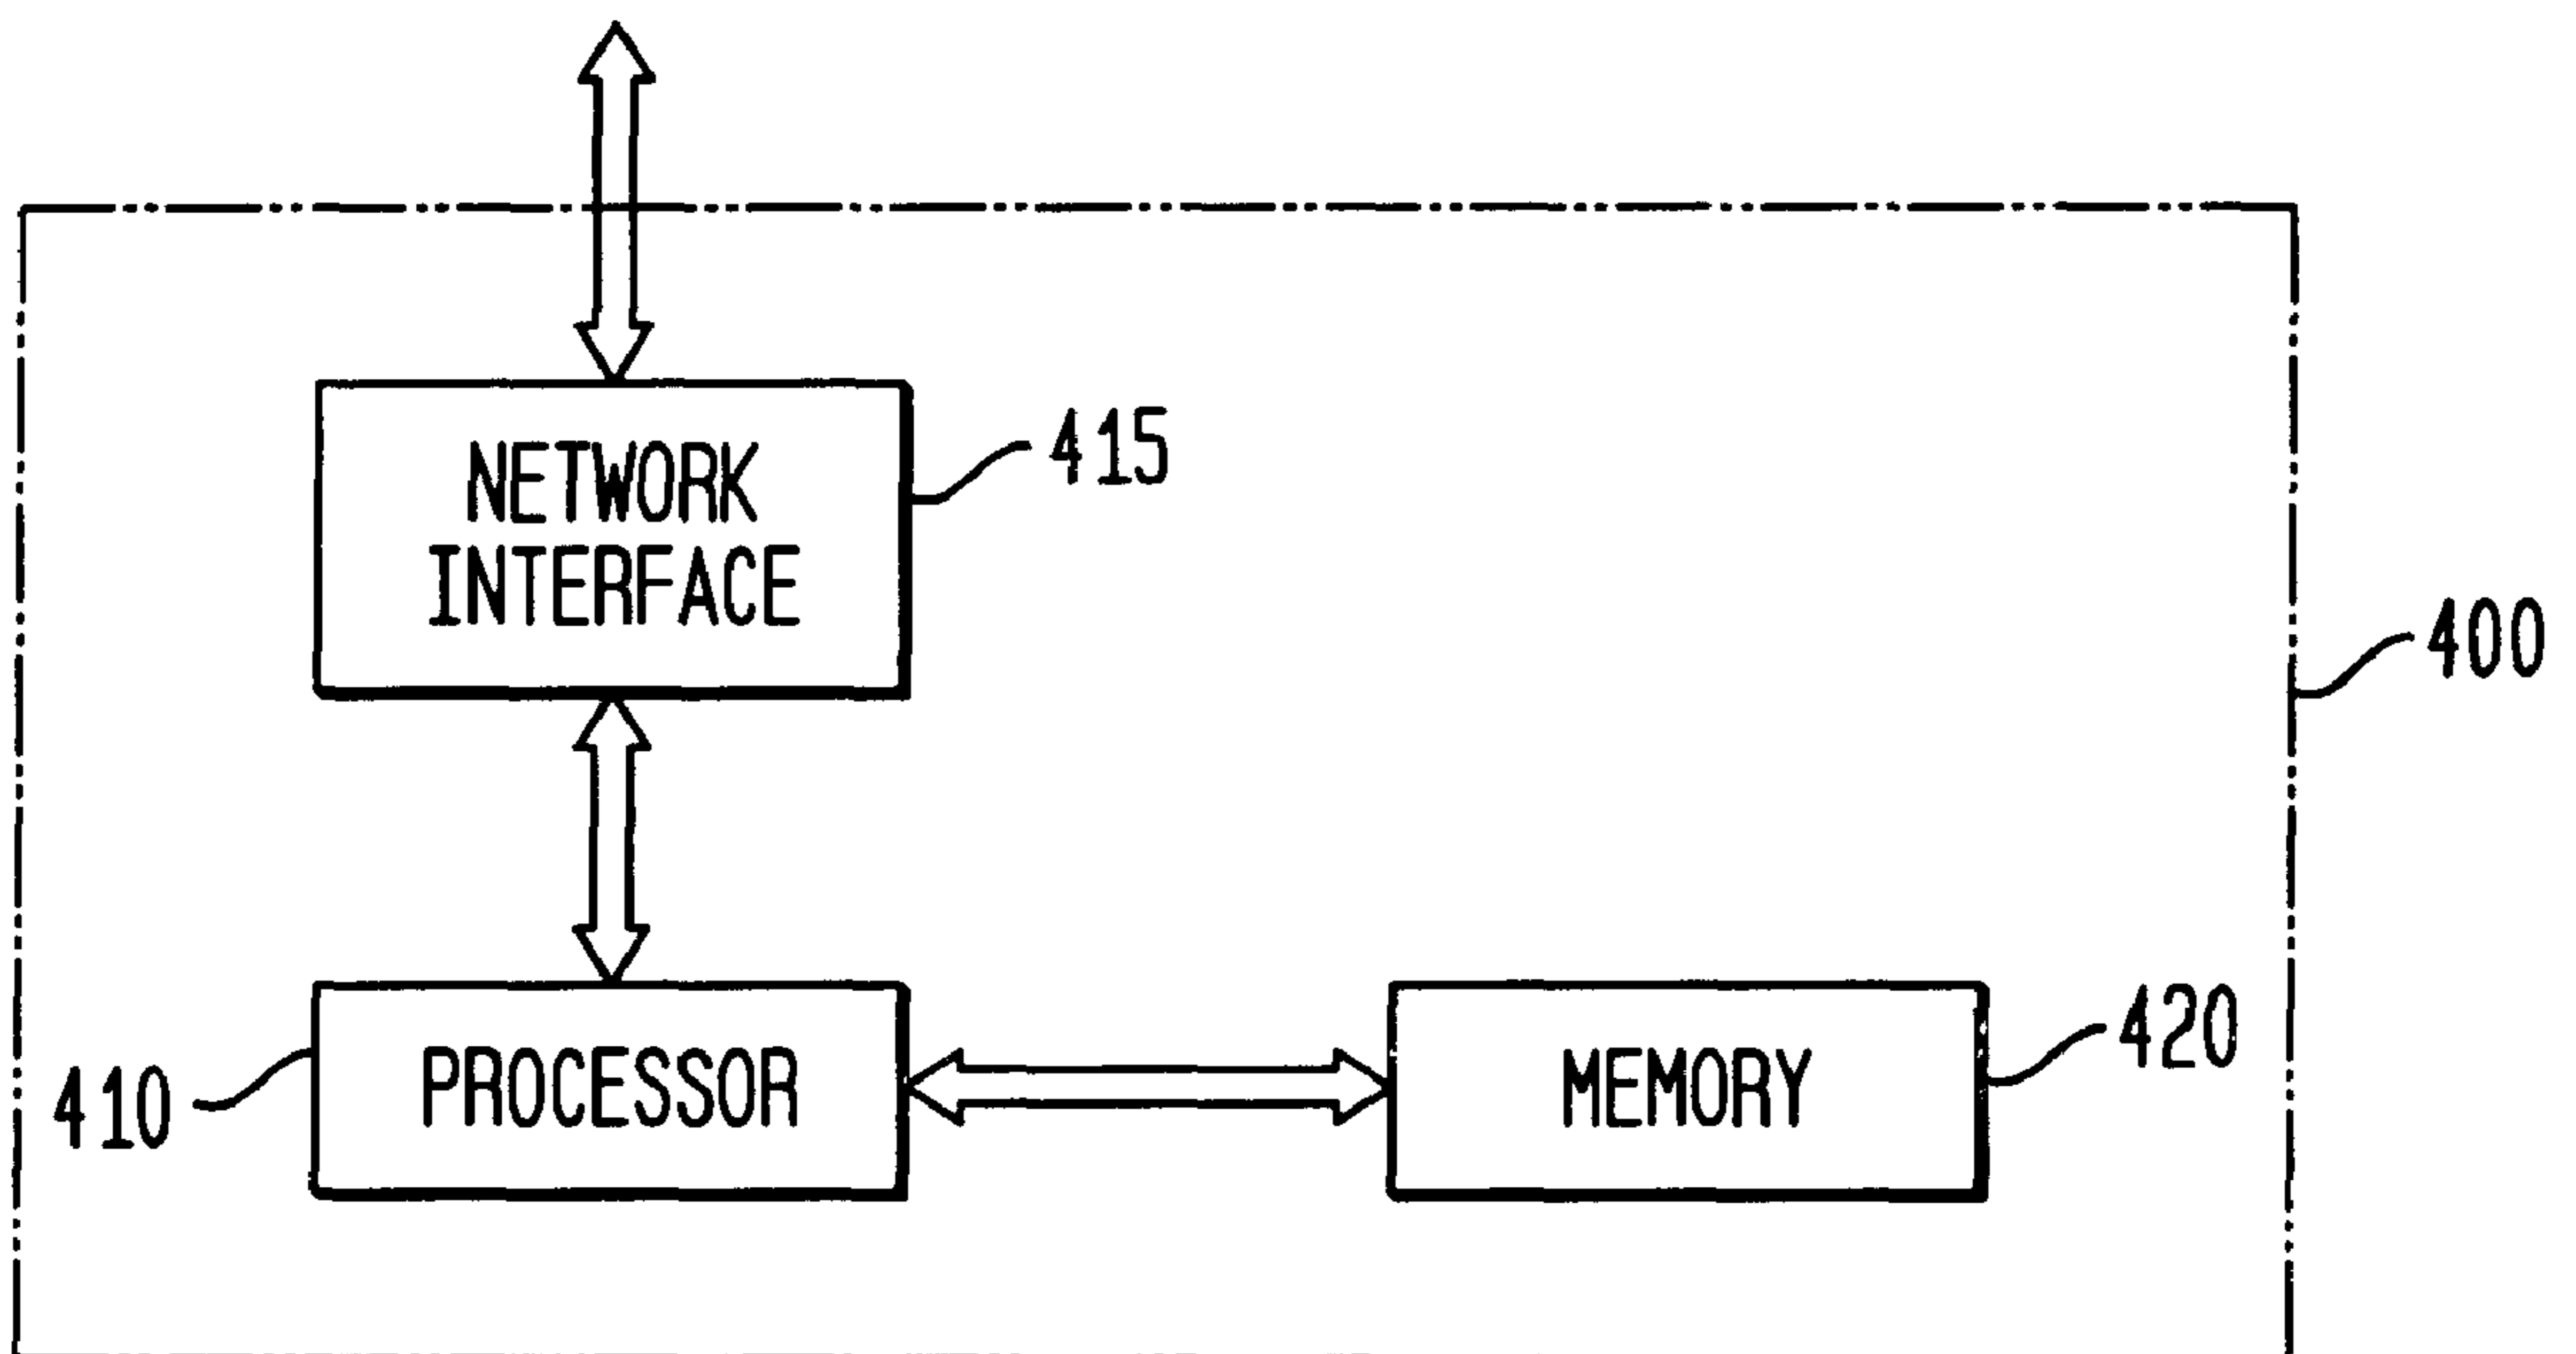 NETWORK
INTERFACE
415
400
410
PROCESSOR
MEMORY
420